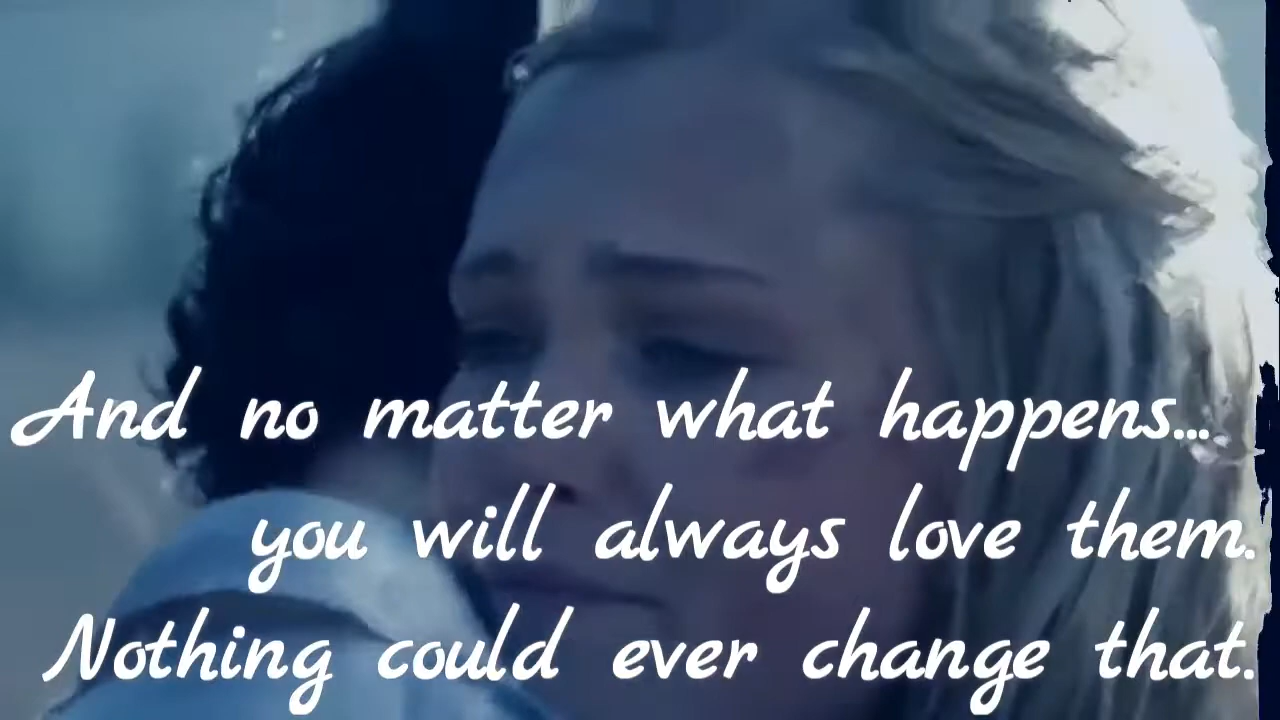 And no matter what happens...
you will always love them.
Nothing could ever change that.